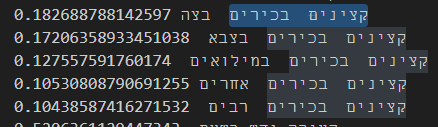 0.182688788142597 קצינים בכירים בצה
0.17206358933451038 קצינים בכירים בצבא
0.127557591760174 קצינים בכירים במילואים
0.10530808790691255 קצינים בכירים אחרים
0.10438587416271532 קצינים בכירים רבים